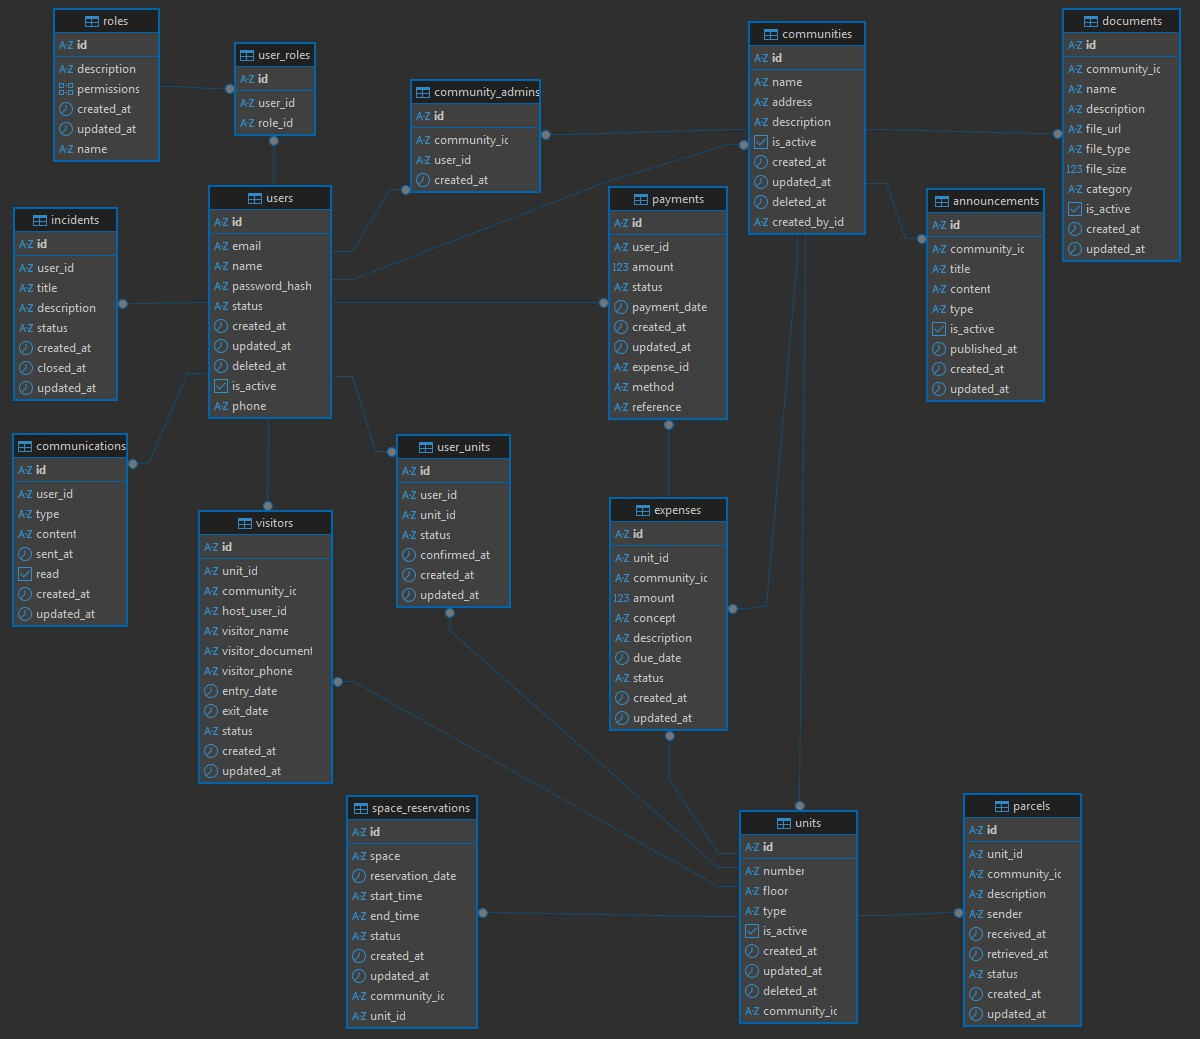 roles
id
description
permissions
created_at
updated_at
name
user_roles
id
user_id
role_id
community_admins
id
community_ic
user_id
created_at
communities
id
name
address
description
is_active
created_at
updated_at
deleted_at
created_by_id
documents
id
community_ic
name
description
file_url
file_type
123 file_size
category
is_active
created_at
updated_at
incidents
id
user_id
title
description
status
created_at
closed_at
updated_at
users
id
email
name
password_hash
status
created_at
updated_at
deleted_at
is_active
phone
payments
id
user_id
123 amount
status
payment_date
created_at
updated_at
expense_id
method
reference
announcements
id
community_ic
title
content
type
is_active
published_at
created_at
updated_at
communications
id
user_id
type
content
sent_at
read
created_at
updated_at
user_units
id
user_id
unit_id
status
confirmed_at
created_at
updated_at
visitors
id
unit_id
community_ic
host_user_id
visitor_name
visitor_document
visitor_phone
entry_date
exit_date
status
created_at
updated_at
expenses
id
unit_id
community_ic
123 amount
concept
description
due_date
status
created_at
updated_at
space_reservations
id
space
reservation_date
start_time
end_time
status
created_at
updated_at
community_ic
unit_id
units
id
number
floor
type
is_active
created_at
updated_at
deleted_at
community_ic
parcels
id
unit_id
community_ic
description
sender
received_at
retrieved_at
status
created_at
updated_at